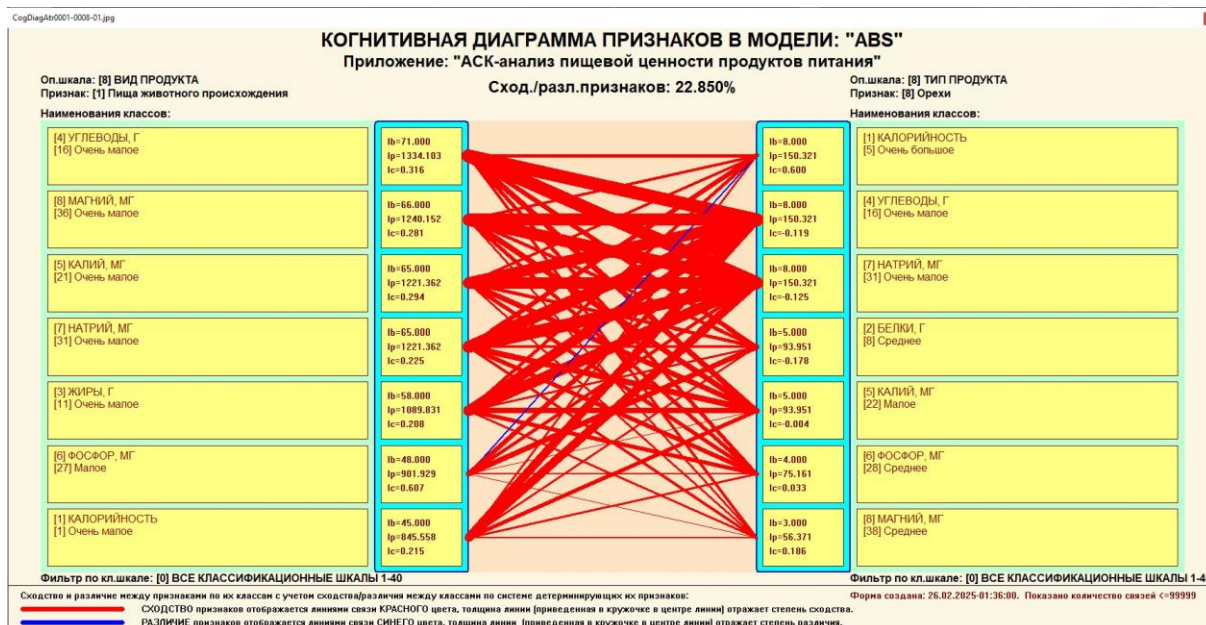 CogDiagAtr0001-0008-01.jpg
КОГНИТИВНАЯ ДИАГРАММА ПРИЗНАКОВ В МОДЕЛИ: "ABS"
Приложение: "АСК-анализ пищевой ценности продуктов питания"
Оп.шкала: [8] ВИД ПРОДУКТА
Признак: [1] Пища животного происхождения
Сход./разл.признаков: 22.850%
Оп.шкала: [8] ТИП ПРОДУКТА
Признак: [8] Орехи
Наименования классов:
[4] УГЛЕВОДЫ, Г
[16] Очень малое
Ib=71.000
Ip=1334.103
Ic=0.316
[8] МАГНИЙ, МГ
[36] Очень малое
Ib=66.000
Ip=1240.152
Ic=0.281
[5] КАЛИЙ, МГ
[21] Очень малое
Ib=65.000
Ip=1221.362
Ic=0.294
[7] НАТРИЙ, МГ
[31] Очень малое
Ib=65.000
Ip=1221.362
Ic=0.225
[3] ЖИРЫ, Г
[11] Очень малое
Ib=58.000
Ip=1089.831
Ic=0.208
[6] ФОСФОР, МГ
[27] Малое
Ib=48.000
Ip=901.929
Ic=0.607
[1] КАЛОРИЙНОСТЬ
[1] Очень малое
Ib=45.000
Ip=845.558
Ic=0.215
Наименования классов:
Ib=8.000
Ip=150.321
Ic=0.600
[1] КАЛОРИЙНОСТЬ
[5] Очень большое
Ib=8.000
Ip=150.321
Ic=-0.119
[4] УГЛЕВОДЫ, Г
[16] Очень малое
Ib=8.000
Ip=150.321
Ic=-0.125
[7] НАТРИЙ, МГ
[31] Очень малое
Ib=5.000
Ip=93.951
Ic=-0.178
[2] БЕЛКИ, Г
[8] Среднее
Ib=5.000
Ip=93.951
Ic=-0.004
[5] КАЛИЙ, МГ
[22] Малое
Ib=4.000
Ip=75.161
Ic=0.033
[6] ФОСФОР, МГ
[28] Среднее
Ib=3.000
Ip=56.371
Ic=0.186
[8] МАГНИЙ, МГ
[38] Среднее
Фильтр по кл.шкале: [0] ВСЕ КЛАССИФИКАЦИОННЫЕ ШКАЛЫ 1-40
Фильтр по кл.шкале: [0] ВСЕ КЛАССИФИКАЦИОННЫЕ ШКАЛЫ 1-4
Сходство и различие между признаками по их классам с учетом сходства/различия между классами по системе детерминирующих их признаков:
Форма создана: 26.02.2025-01:36:00. Показано количество связей <=99999
СХОДСТВО признаков отображается линиями связи КРАСНОГО цвета, толщина линии (приведенная в кружочке в центре линии) отражает степень сходства.
РАЗЛИЧИЕ признаков отображается линиями связи СИНЕГО цвета, толщина линии (приведенная в кружочке в центре линии) отражает степень различия.